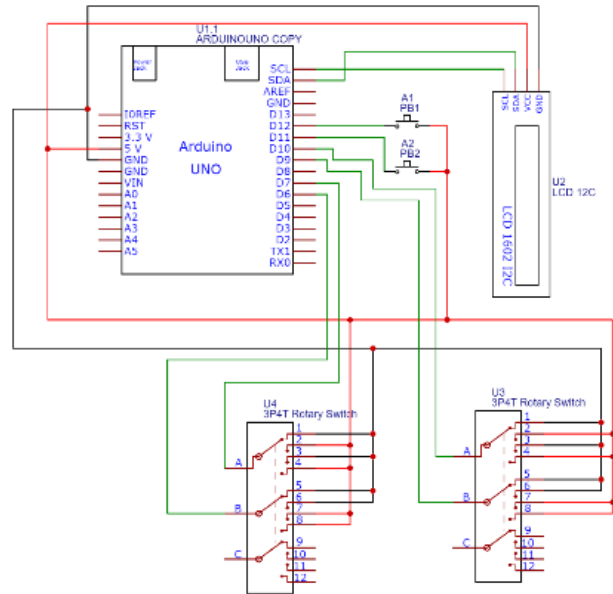 U1.1
ARDUINOUNO COPY
SCL
SDA
AREF
GND
IOREF
RST
3.3 V
5 V
GND
GND
VIN
A0
A1
A2
A3
A4
A5
Arduino
UNO
D13
D12
D11
D10
D9
D8
D7
D6
D5
D4
D3
D2
TX1
RX0
A1
PB1
A2
PB2
SCL
SDA
VCC
GND
LCD 1602 I2C
U2
LCD 12C
U4
3P4T Rotary Switch
A
B
C
1
2
3
4
5
6
7
8
9
10
11
12
U3
3P4T Rotary Switch
A
B
C
1
2
3
4
5
6
7
8
9
10
11
12